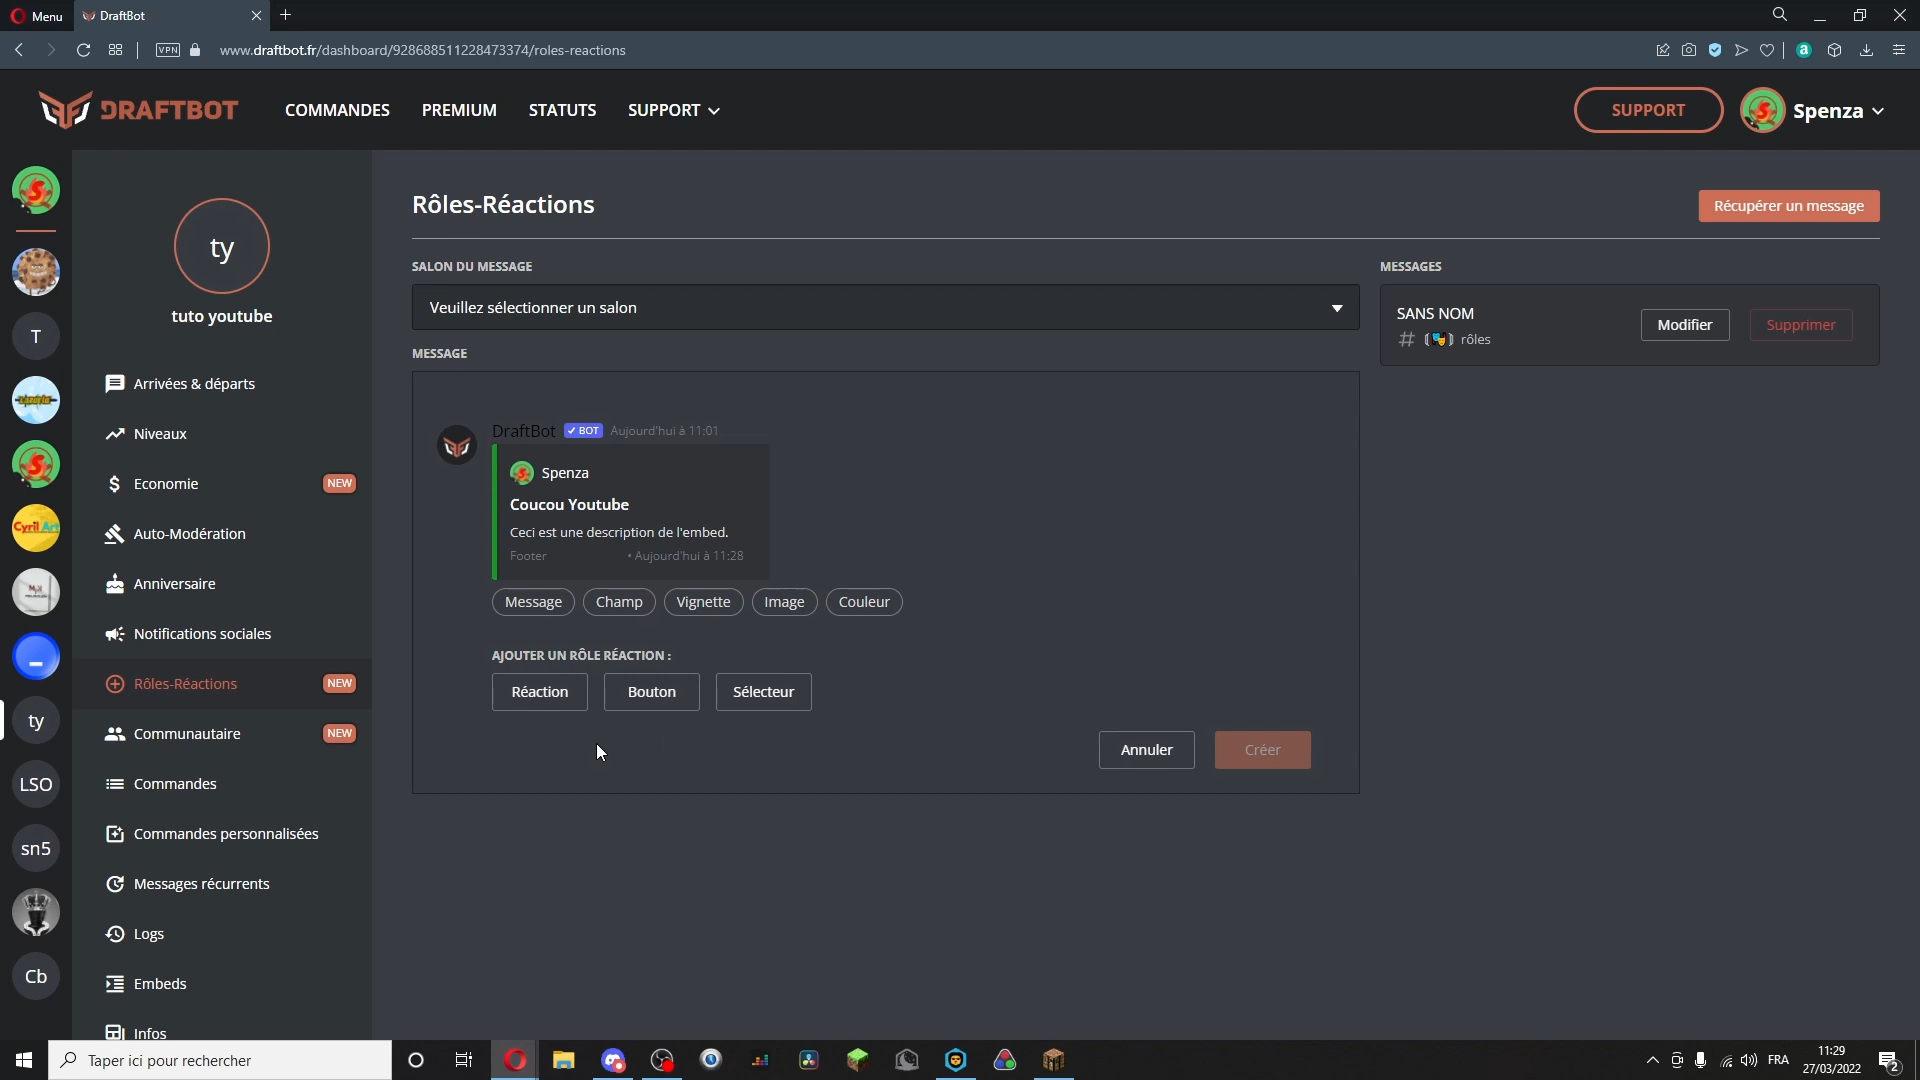 Menu
DraftBot
VPN
www.draftbot.fr/dashboard/928688511228473374/roles-reactions
DRAFTBOT
COMMANDES
PREMIUM
STATUTS
SUPPORT
SUPPORT
Spenza
T
Cyril Art
ty
LSO
sn5
Cb
ty
tuto youtube
Arrivées & départs
Niveaux
Economie
NEW
Auto-Modération
Anniversaire
Notifications sociales
Rôles-Réactions
NEW
Communautaire
NEW
Commandes
Commandes personnalisées
Messages récurrents
Logs
Embeds
Infos
Rôles-Réactions
Récupérer un message
SALON DU MESSAGE
Veuillez sélectionner un salon
MESSAGE
DraftBot
BOT
Aujourd'hui à 11:01
Spenza
Coucou Youtube
Ceci est une description de l'embed.
Footer
• Aujourd'hui à 11:28
Message
Champ
Vignette
Image
Couleur
AJOUTER UN RÔLE RÉACTION :
Réaction
Bouton
Sélecteur
Annuler
Créer
MESSAGES
SANS NOM
rôles
Modifier
Supprimer
Taper ici pour rechercher
FRA
11:29
27/03/2022
2